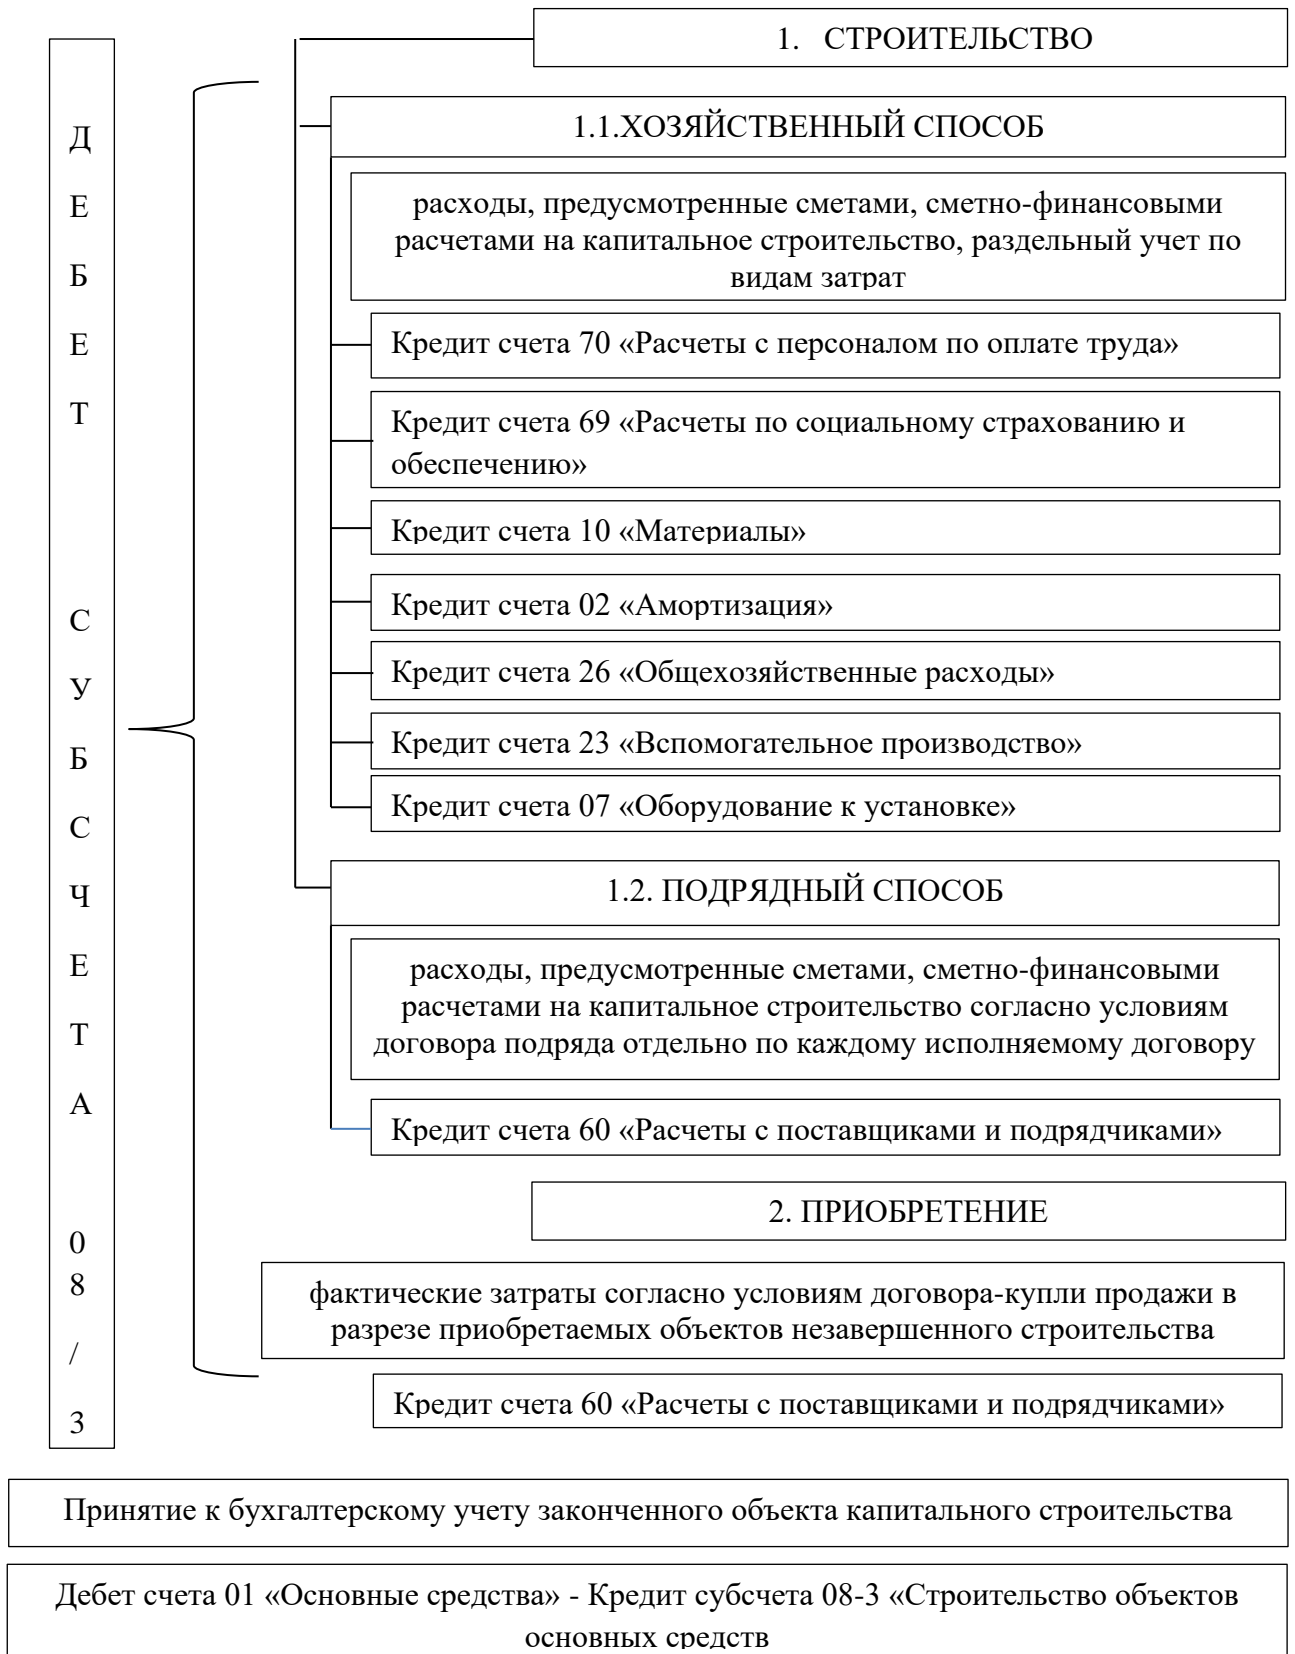 ДЕБЕТ СУБСЧЕТА 08/3
1. СТРОИТЕЛЬСТВО
1.1.ХОЗЯЙСТВЕННЫЙ СПОСОБ
расходы, предусмотренные сметами, сметно-финансовыми
расчетами на капитальное строительство, раздельный учет по
видам затрат
Кредит счета 70 «Расчеты с персоналом по оплате труда»
Кредит счета 69 «Расчеты по социальному страхованию и
обеспечению»
Кредит счета 10 «Материалы»
Кредит счета 02 «Амортизация»
Кредит счета 26 «Общехозяйственные расходы»
Кредит счета 23 «Вспомогательное производство»
Кредит счета 07 «Оборудование к установке»
1.2. ПОДРЯДНЫЙ СПОСОБ
расходы, предусмотренные сметами, сметно-финансовыми
расчетами на капитальное строительство согласно условиям
договора подряда отдельно по каждому исполняемому договору
Кредит счета 60 «Расчеты с поставщиками и подрядчиками»
2. ПРИОБРЕТЕНИЕ
фактические затраты согласно условиям договора-купли продажи в
разрезе приобретаемых объектов незавершенного строительства
Кредит счета 60 «Расчеты с поставщиками и подрядчиками»
Принятие к бухгалтерскому учету законченного объекта капитального строительства
Дебет счета 01 «Основные средства» - Кредит субсчета 08-3 «Строительство объектов
основных средств